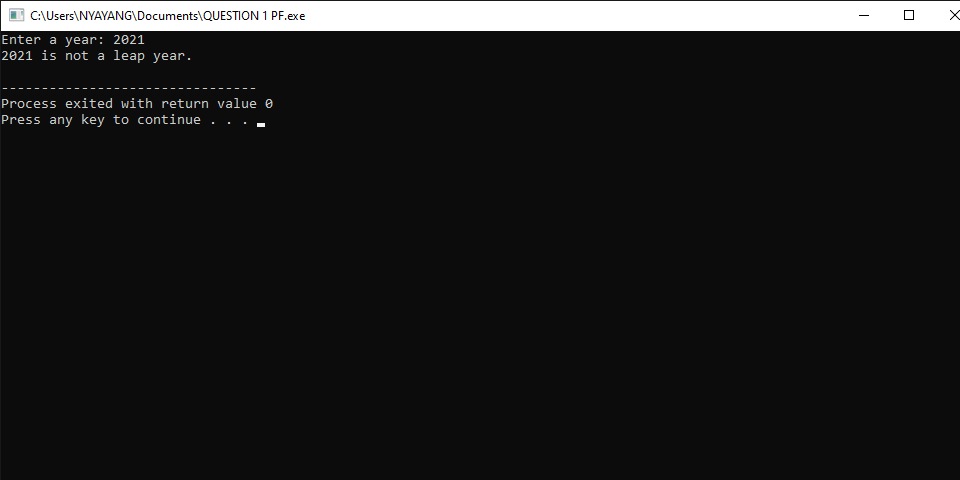 C:\Users\NYAYANG\Documents\QUESTION 1 PF.exe
Enter a year: 2021
2021 is not a leap year.
--------------------------------
Process exited with return value 0
Press any key to continue . . .